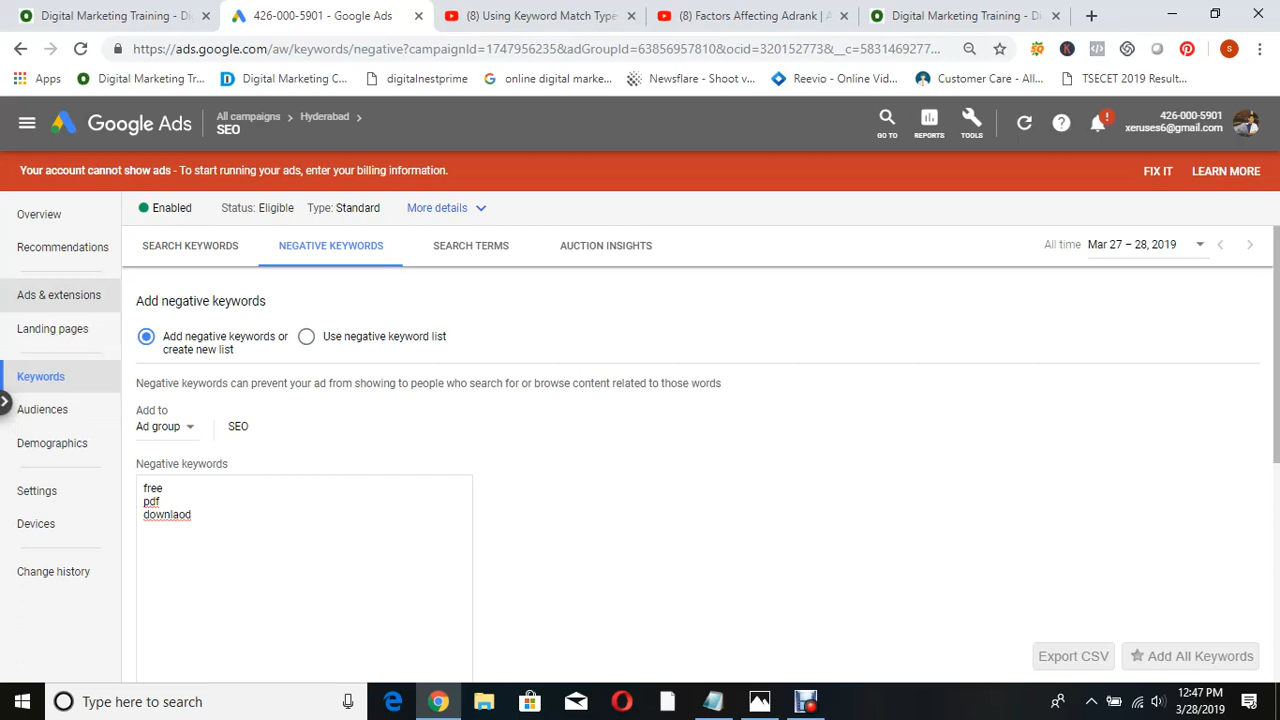 Digital Marketing Training - Di
426-000-5901 - Google Ads
(8) Using Keyword Match Type
(8) Factors Affecting Adrank | A
Digital Marketing Training - Di
https://ads.google.com/aw/keywords/negative?campaignId=1747956235&adGroupId=63856957810&ocid=320152773&__c=5831469277...
Apps
Digital Marketing Tr...
Digital Marketing C...
digitalnestprime
online digital marke...
Newsflare - Shoot v...
Reevio - Online Vid...
Customer Care - All...
TSECET 2019 Result...
Google Ads
All campaigns > Hyderabad >
SEO
GO TO
REPORTS
TOOLS
426-000-5901
xeruses6@gmail.com
Your account cannot show ads - To start running your ads, enter your billing information.
FIX IT
LEARN MORE
Overview
Recommendations
Ads & extensions
Landing pages
Keywords
Audiences
Demographics
Settings
Devices
Change history
Enabled
Status: Eligible
Type: Standard
More details
SEARCH KEYWORDS
NEGATIVE KEYWORDS
SEARCH TERMS
AUCTION INSIGHTS
All time
Mar 27 – 28, 2019
Add negative keywords
Add negative keywords or
create new list
Use negative keyword list
Negative keywords can prevent your ad from showing to people who search for or browse content related to those words
Add to
Ad group
SEO
Negative keywords
free
pdf
downlaod
Export CSV
Add All Keywords
Type here to search
12:47 PM
3/28/2019